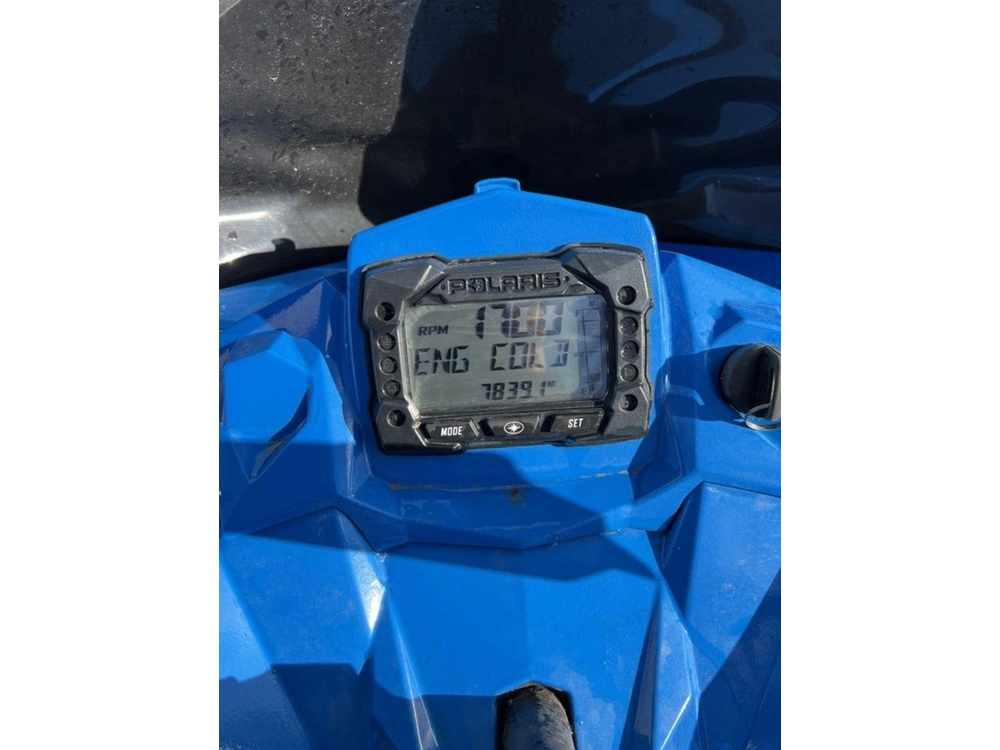 POLARIS
RPM 1700
ENG COLD
7839.1 MI
MODE SET